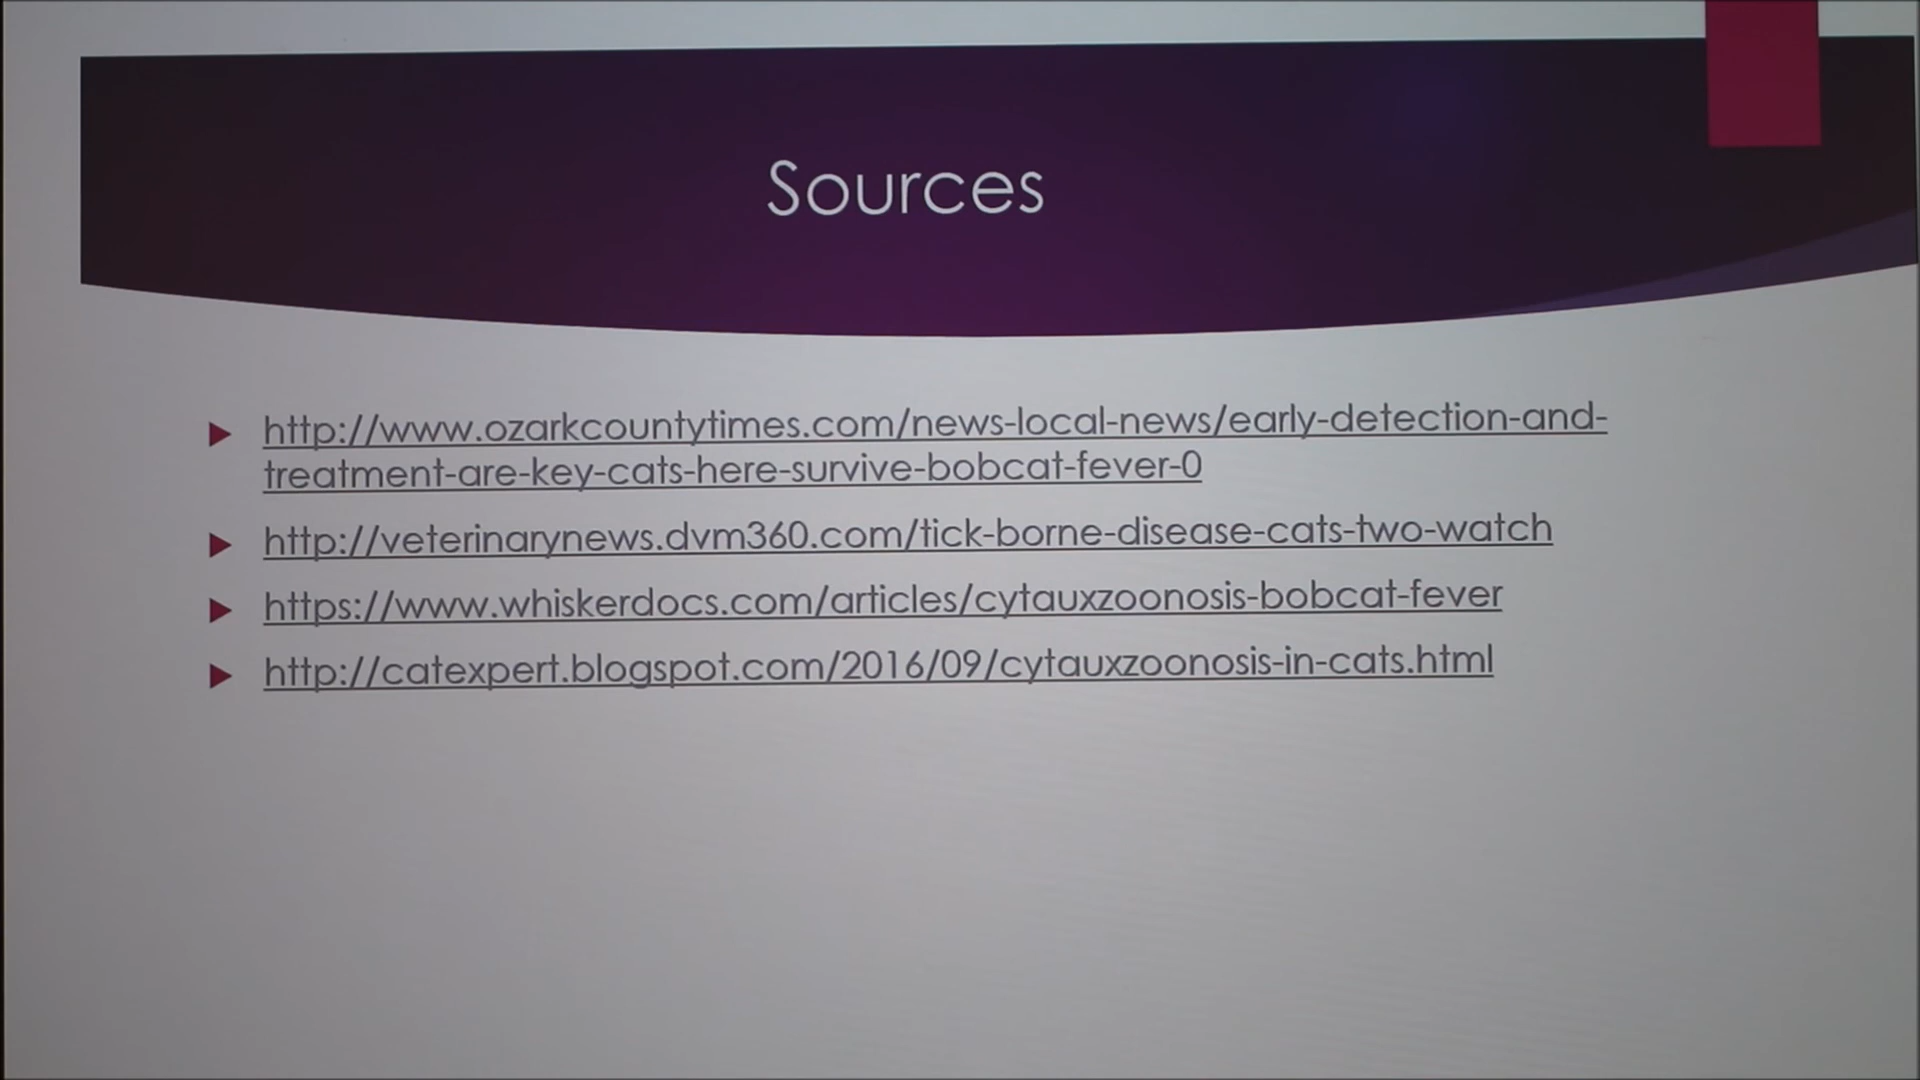 Sources
http://www.ozarkcountytimes.com/news-local-news/early-detection-and-
treatment-are-key-cats-here-survive-bobcat-fever-0
http://veterinarynews.dvm360.com/tick-borne-disease-cats-two-watch
https://www.whiskerdocs.com/articles/cytauxzoonosis-bobcat-fever
http://catexpert.blogspot.com/2016/09/cytauxzoonosis-in-cats.html